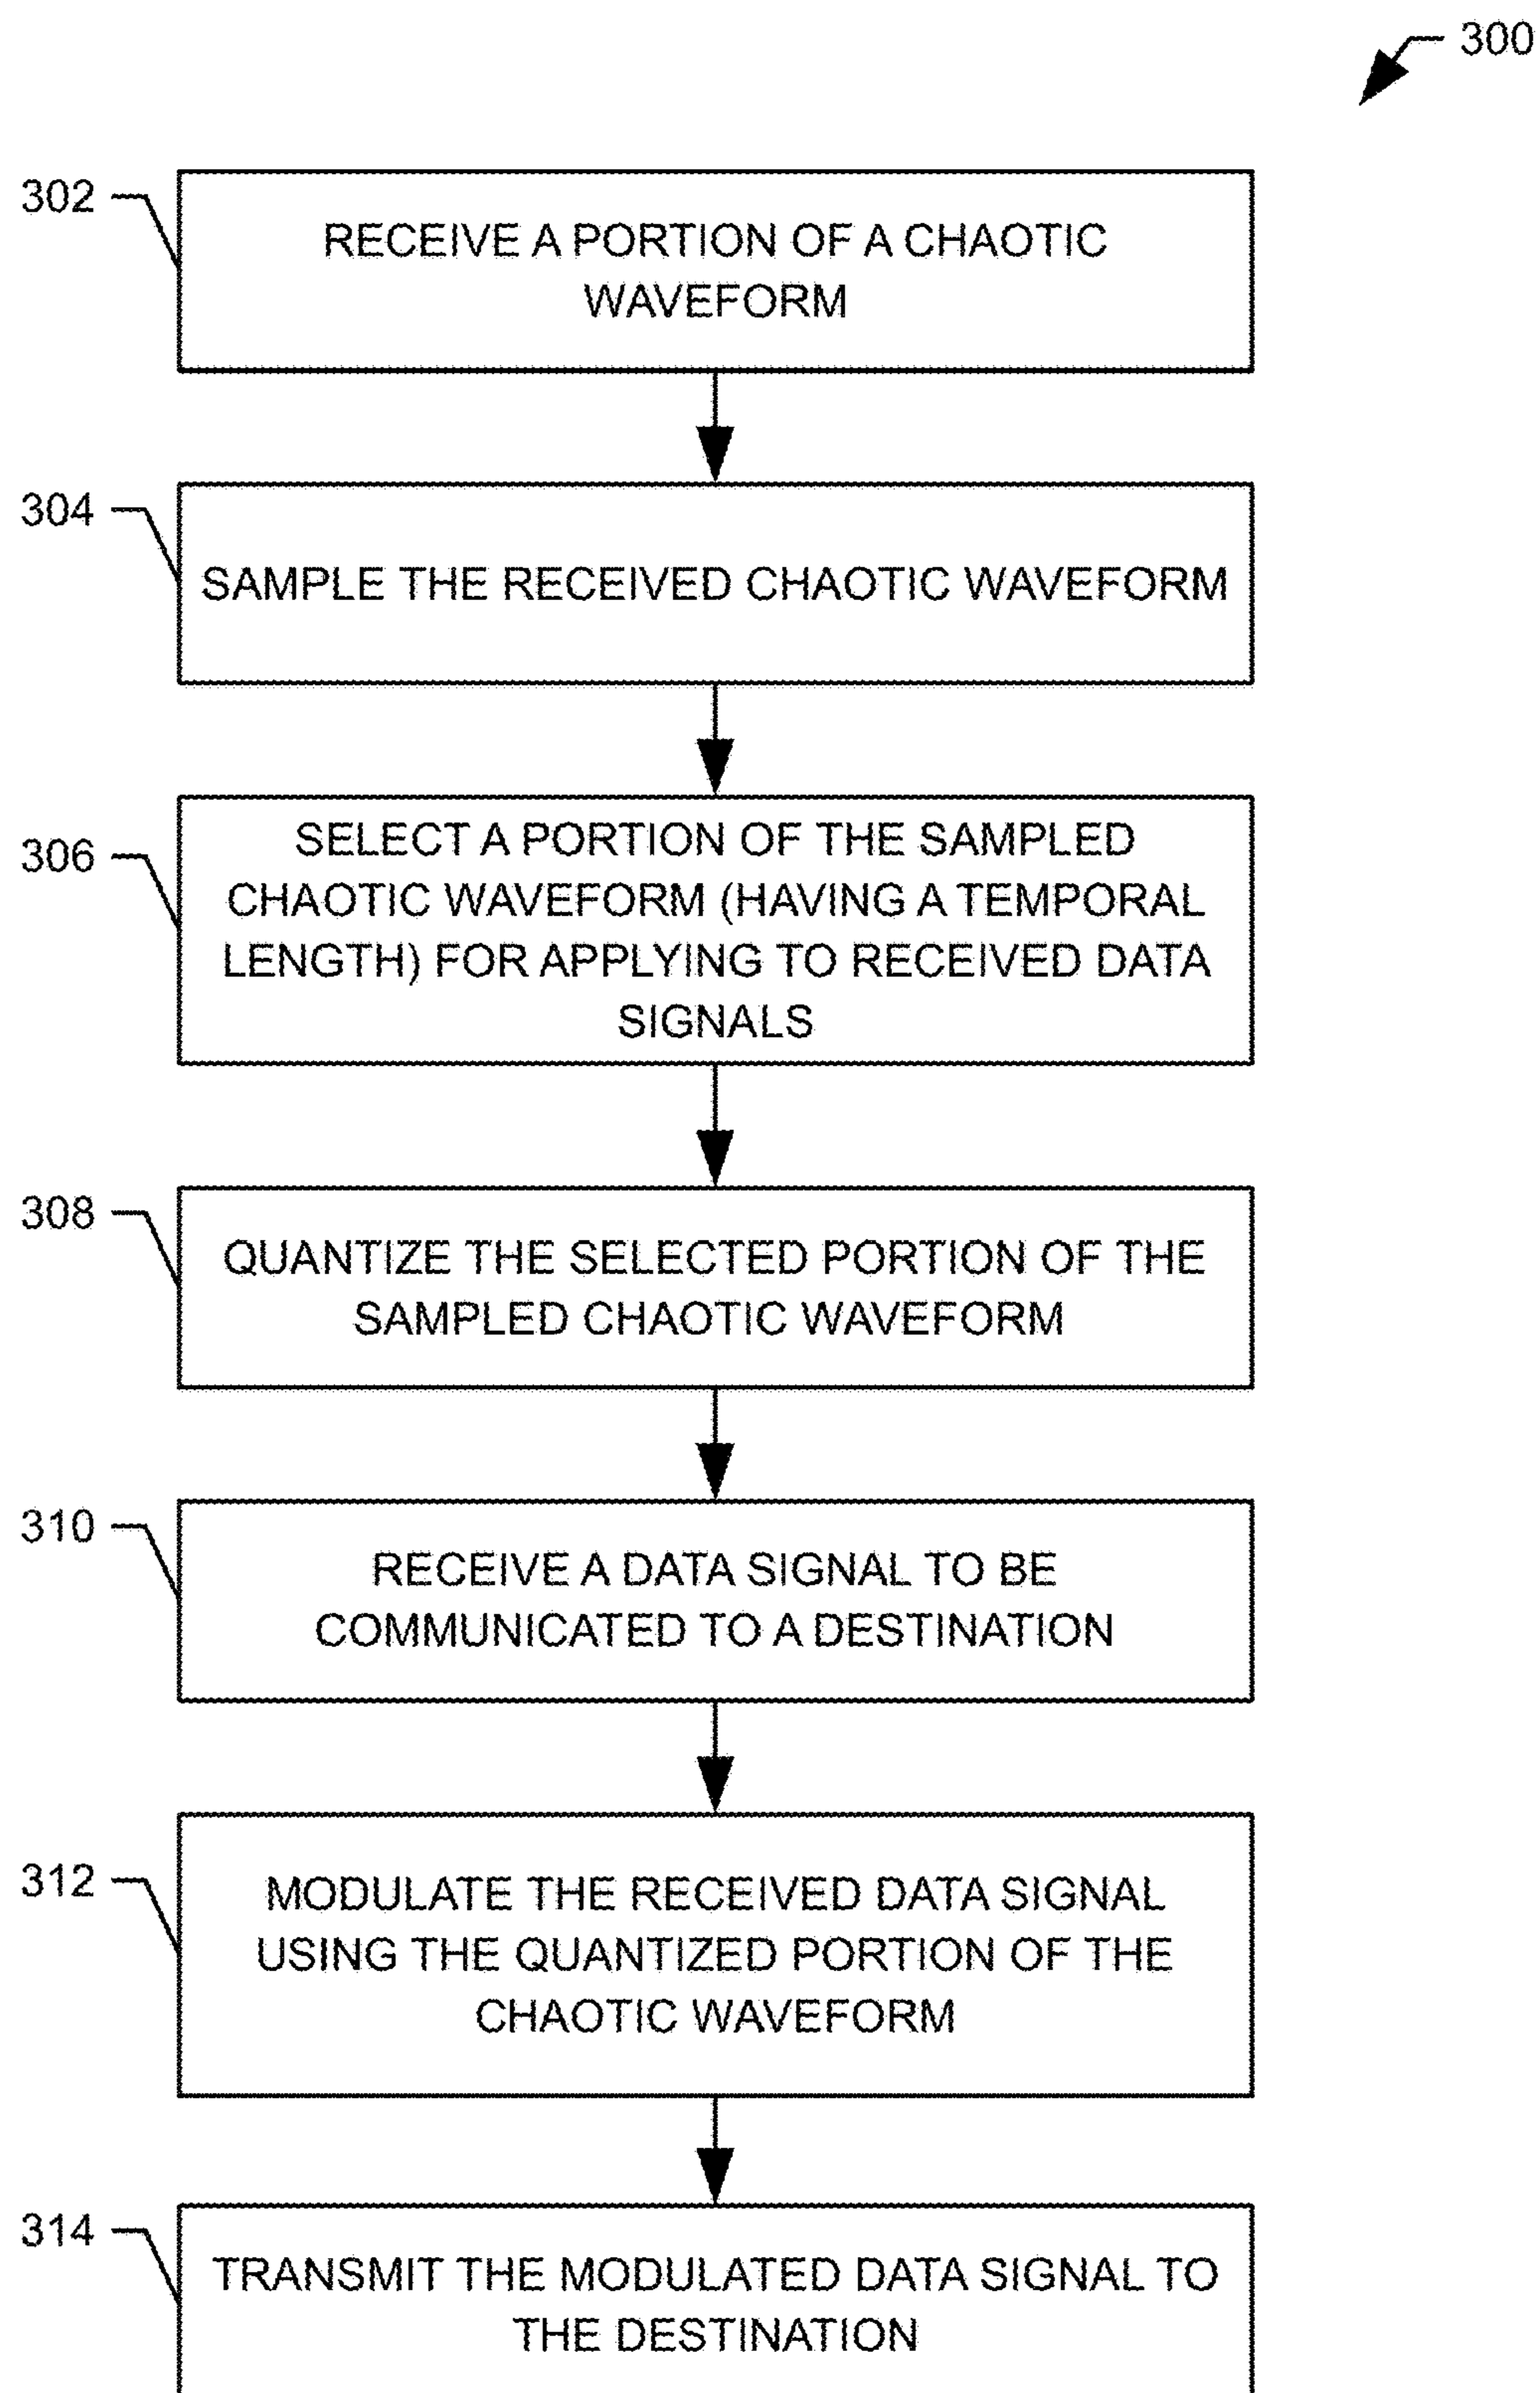 300
302
RECEIVE A PORTION OF A CHAOTIC
WAVEFORM
304
SAMPLE THE RECEIVED CHAOTIC WAVEFORM
306
SELECT A PORTION OF THE SAMPLED
CHAOTIC WAVEFORM (HAVING A TEMPORAL
LENGTH) FOR APPLYING TO RECEIVED DATA
SIGNALS
308
QUANTIZE THE SELECTED PORTION OF THE
SAMPLED CHAOTIC WAVEFORM
310
RECEIVE A DATA SIGNAL TO BE
COMMUNICATED TO A DESTINATION
312
MODULATE THE RECEIVED DATA SIGNAL
USING THE QUANTIZED PORTION OF THE
CHAOTIC WAVEFORM
314
TRANSMIT THE MODULATED DATA SIGNAL TO
THE DESTINATION